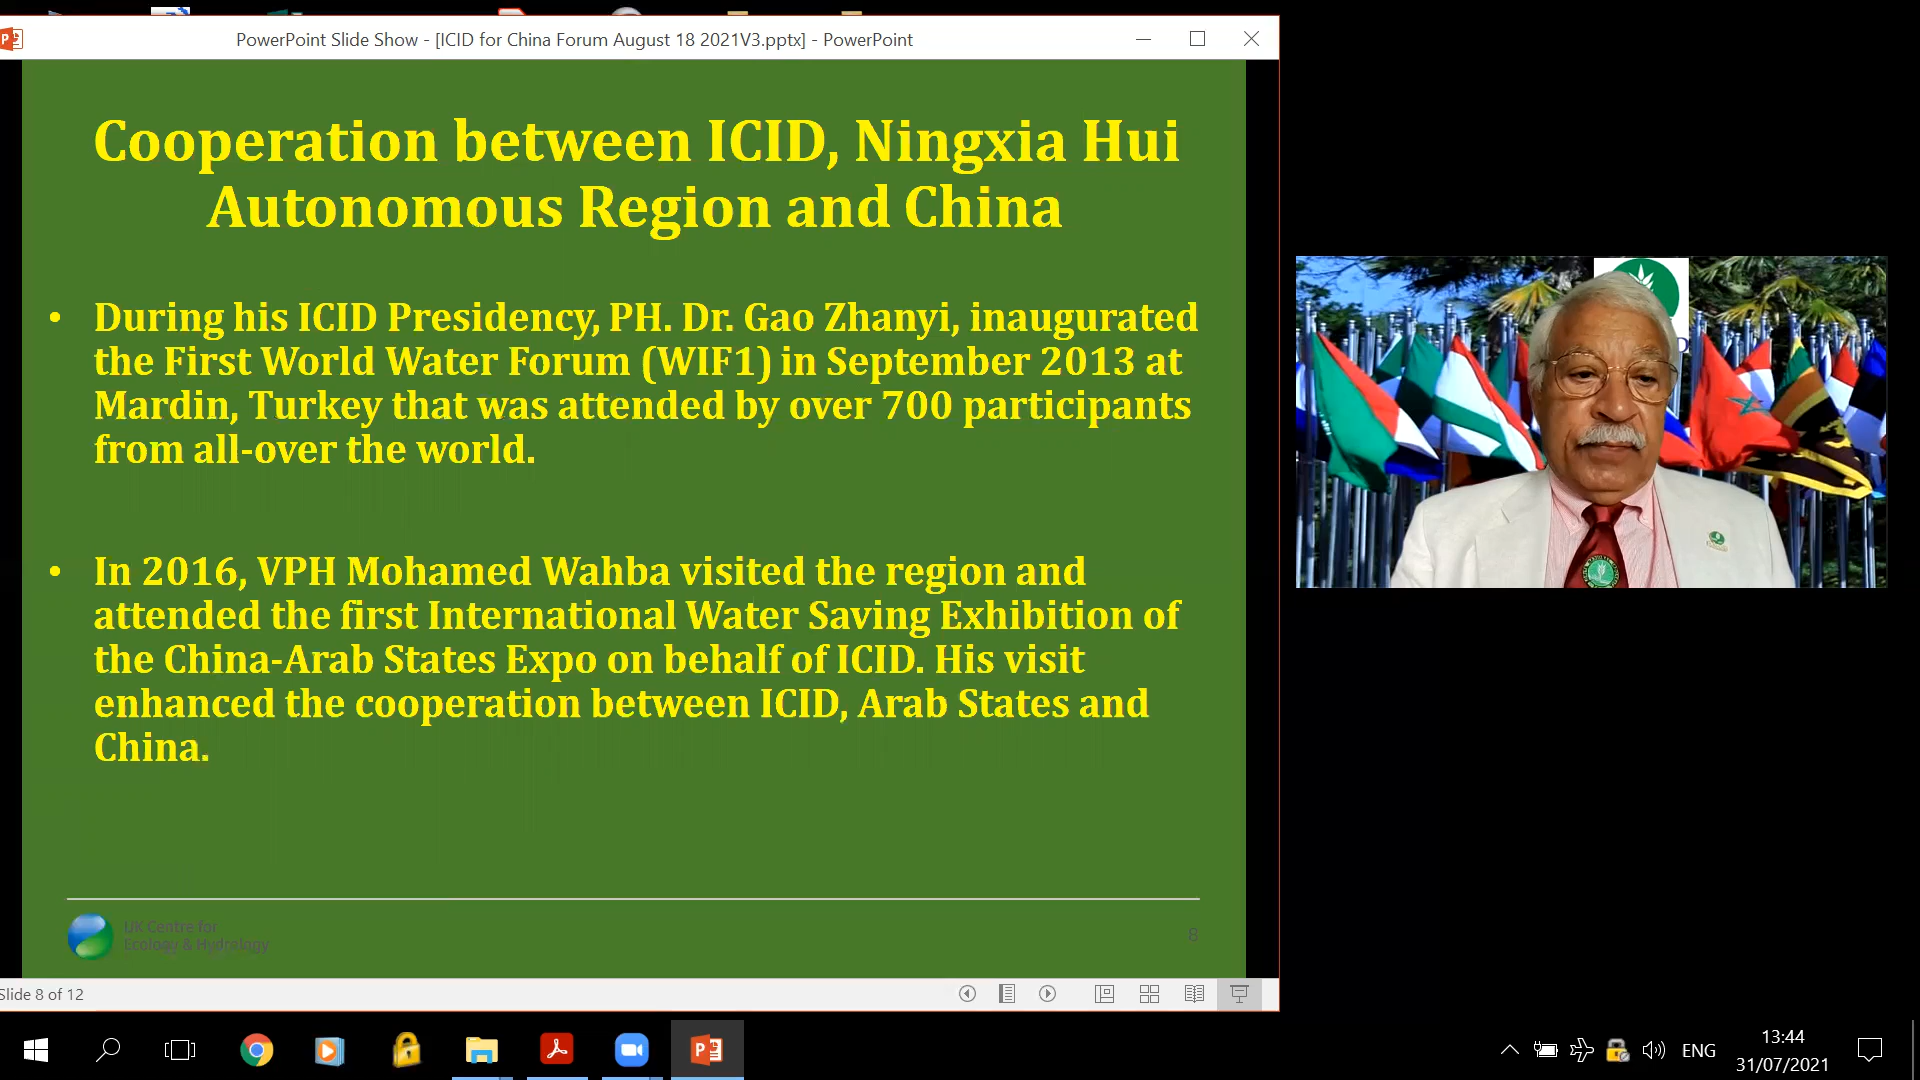 PowerPoint Slide Show - [ICID for China Forum August 18 2021V3.pptx] - PowerPoint
Cooperation between ICID, Ningxia Hui
Autonomous Region and China
• During his ICID Presidency, PH. Dr. Gao Zhanyi, inaugurated
the First World Water Forum (WIF1) in September 2013 at
Mardin, Turkey that was attended by over 700 participants
from all-over the world.
• In 2016, VPH Mohamed Wahba visited the region and
attended the first International Water Saving Exhibition of
the China-Arab States Expo on behalf of ICID. His visit
enhanced the cooperation between ICID, Arab States and
China.
UK Centre for
Ecology & Hydrology
8
Slide 8 of 12
ENG
13:44
31/07/2021